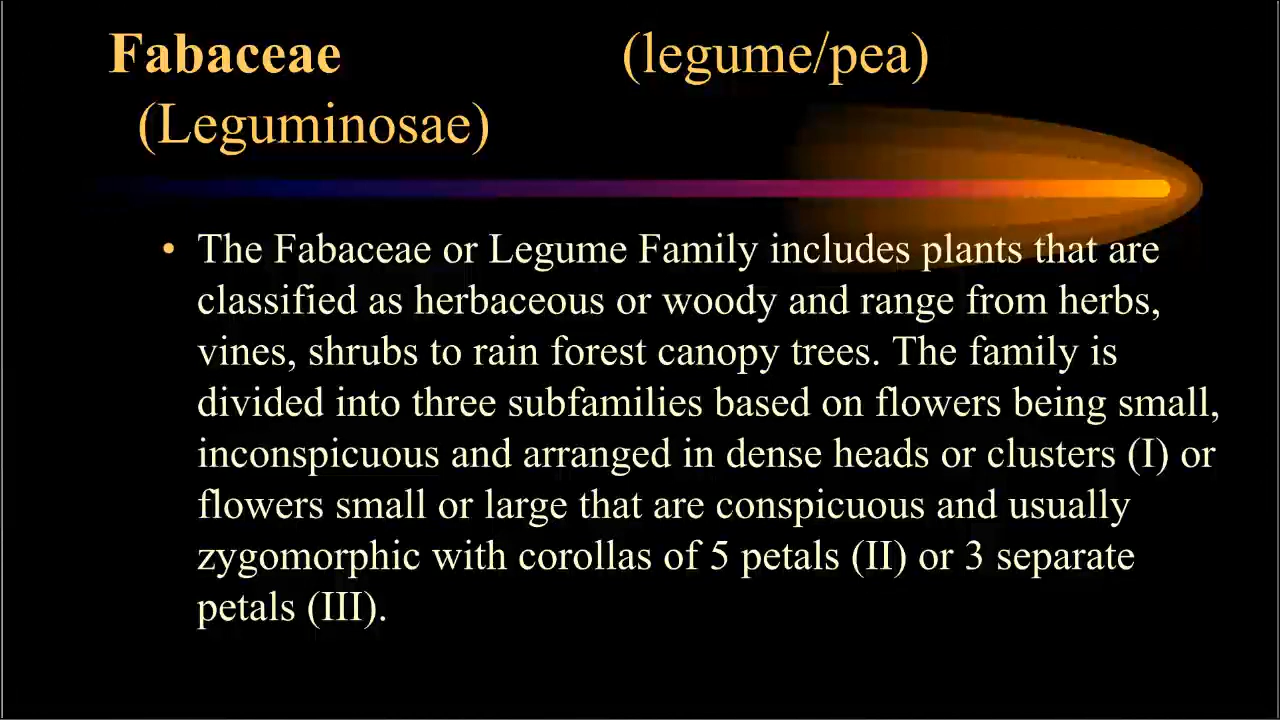 Fabaceae (legume/pea)
(Leguminosae)
• The Fabaceae or Legume Family includes plants that are
classified as herbaceous or woody and range from herbs,
vines, shrubs to rain forest canopy trees. The family is
divided into three subfamilies based on flowers being small,
inconspicuous and arranged in dense heads or clusters (I) or
flowers small or large that are conspicuous and usually
zygomorphic with corollas of 5 petals (II) or 3 separate
petals (III).